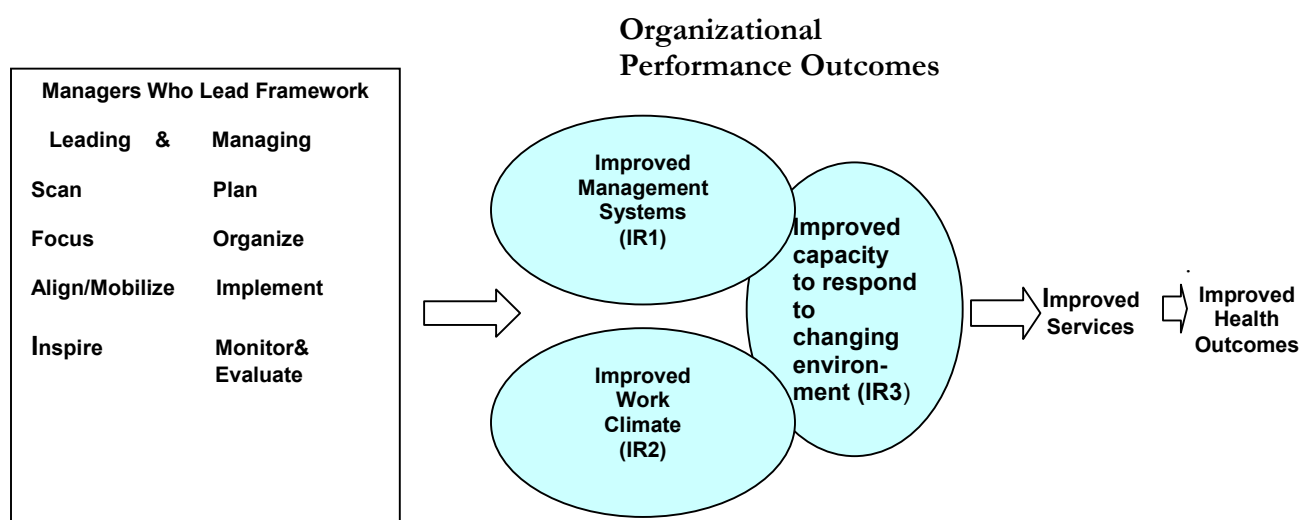 Organizational
Performance Outcomes
Managers Who Lead Framework
Leading & Managing
Scan Plan
Focus Organize
Align/Mobilize Implement
Inspire Monitor&
Evaluate
Improved
Management
Systems
(IR1)
Improved
Work
Climate
(IR2)
Improved
capacity
to respond
to
changing
environ-
ment (IR3)
Improved
Services
.
Improved
Health
Outcomes